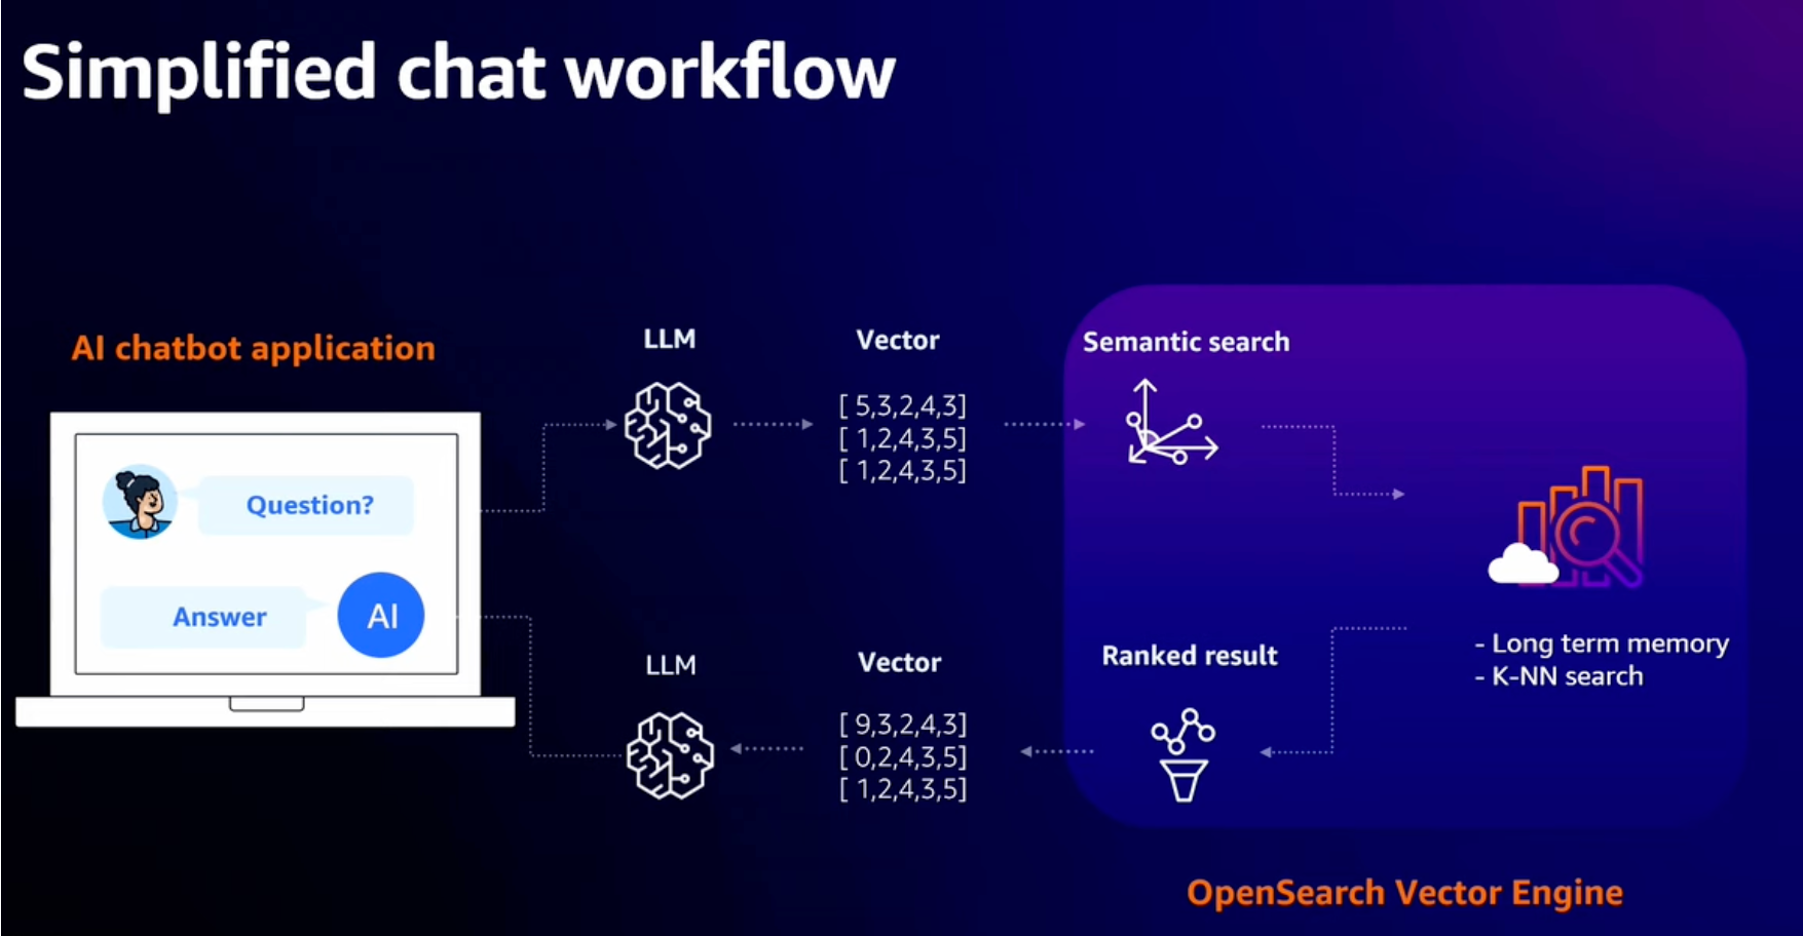 Simplified chat workflow
AI chatbot application
Question?
Answer
AI
LLM
Vector
[ 5,3,2,4,3]
[ 1,2,4,3,5]
[ 1,2,4,3,5]
Semantic search
- Long term memory
- K-NN search
LLM
Vector
[ 9,3,2,4,3]
[ 0,2,4,3,5]
[ 1,2,4,3,5]
Ranked result
OpenSearch Vector Engine